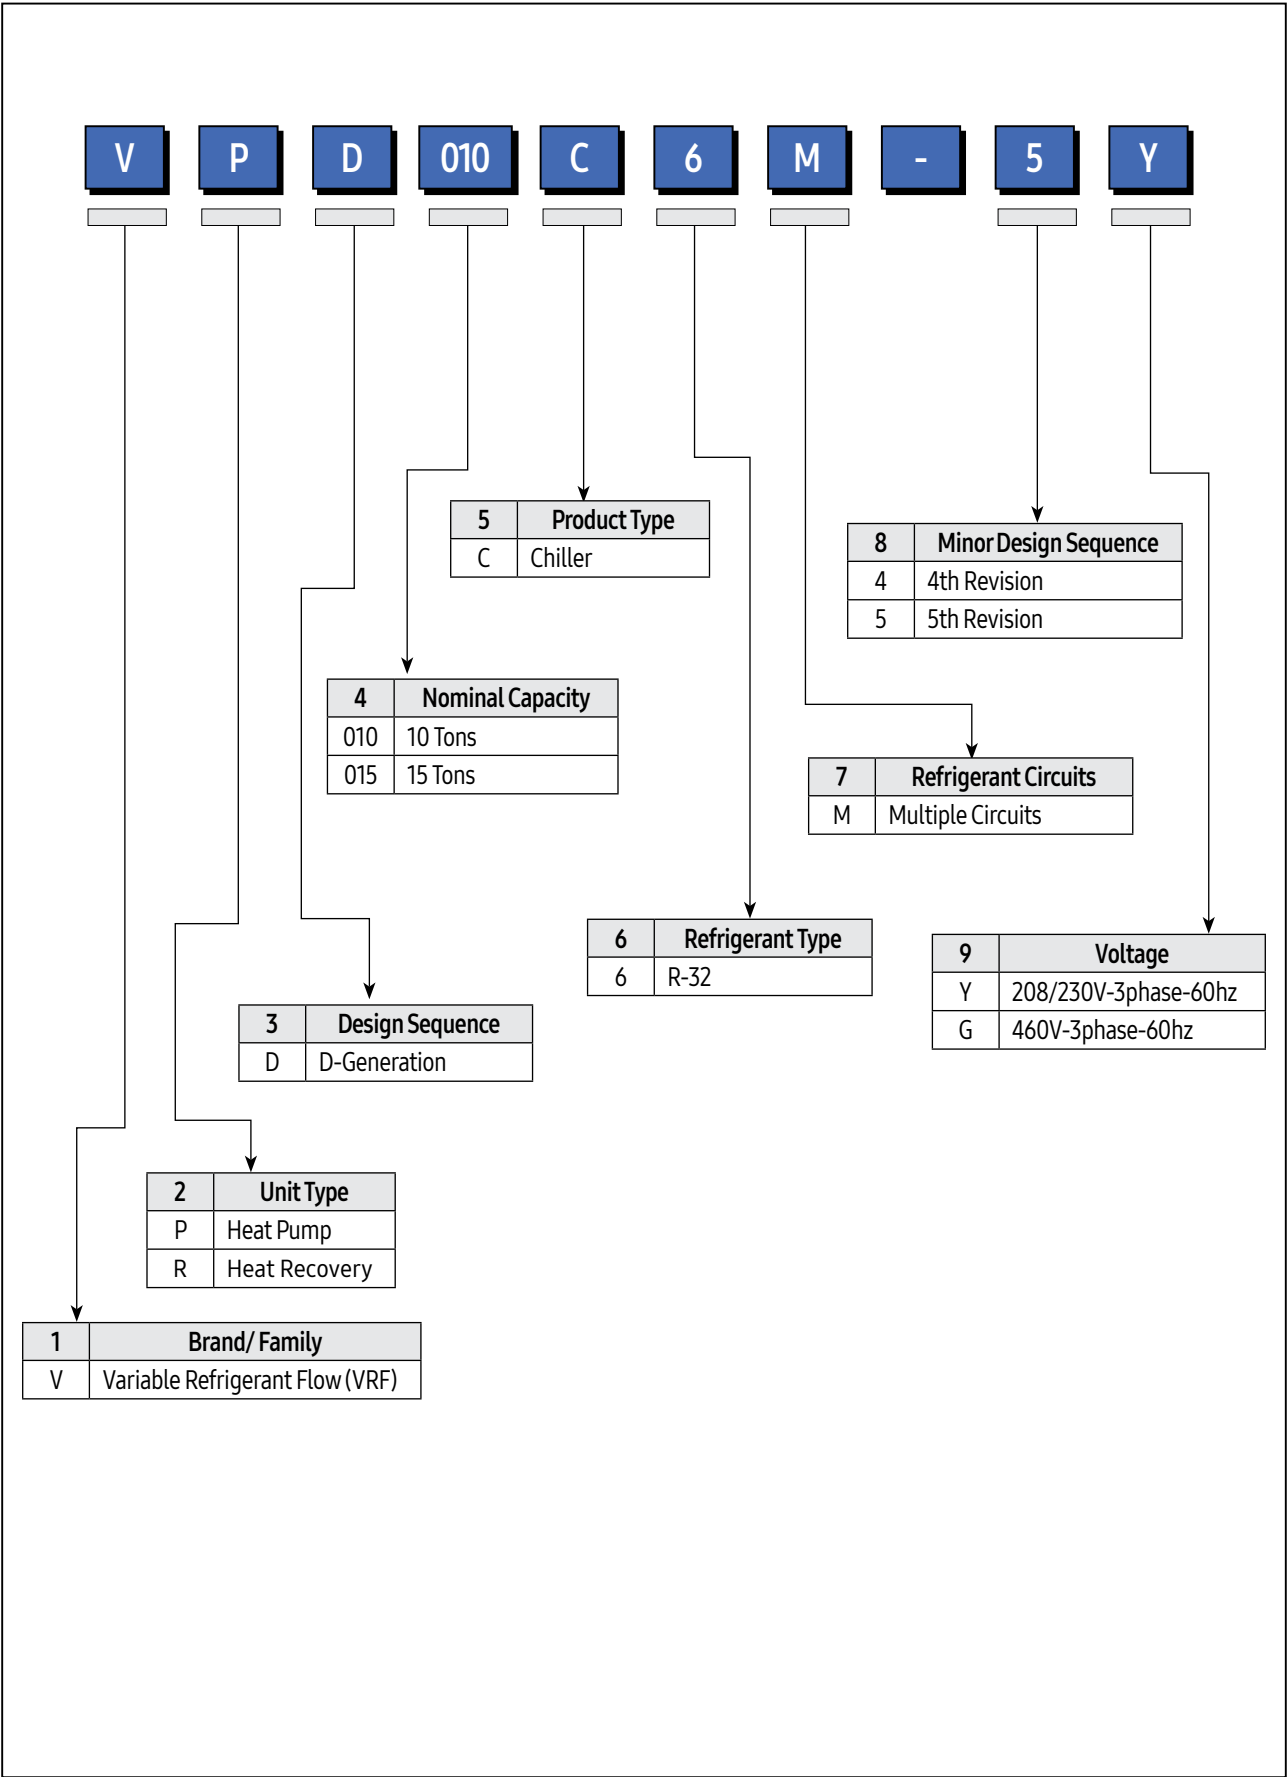 V P D 010 C 6 M - 5 Y
5 Product Type
C Chiller
8 Minor Design Sequence
4 4th Revision
5 5th Revision
4 Nominal Capacity
010 10 Tons
015 15 Tons
7 Refrigerant Circuits
M Multiple Circuits
6 Refrigerant Type
6 R-32
9 Voltage
Y 208/230V-3phase-60hz
G 460V-3phase-60hz
3 Design Sequence
D D-Generation
2 Unit Type
P Heat Pump
R Heat Recovery
1 Brand/ Family
V Variable Refrigerant Flow (VRF)